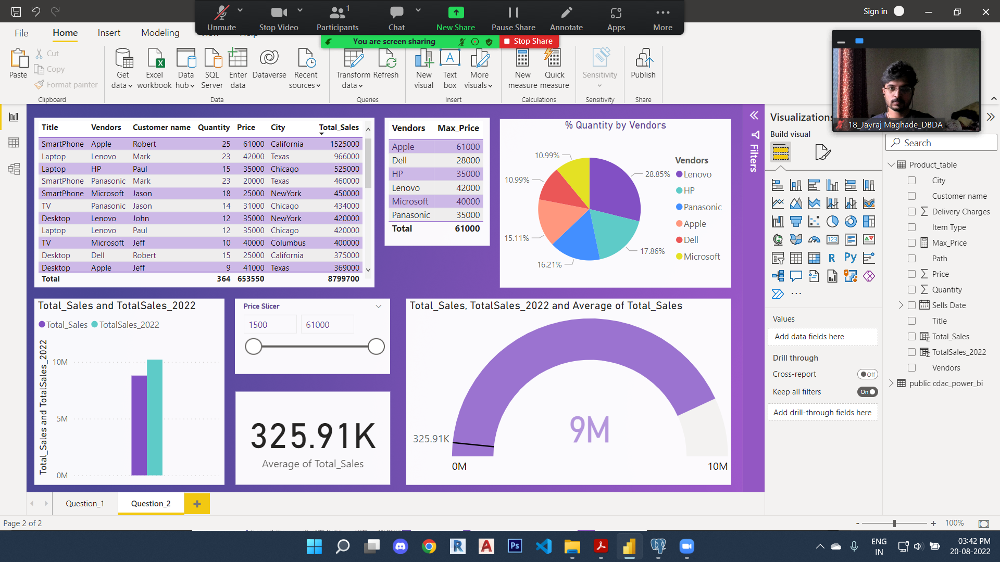 Unmute
Stop Video
Participants 1
Chat
New Share
Pause Share
Annotate
Apps
More
Sign in
File
Home
Insert
Modeling
You are screen sharing
Stop Share
Paste
Cut
Copy
Format painter
Clipboard
Get data
Excel workbook
Data hub
SQL Server
Enter data
Dataverse
Recent sources
Data
Transform data
Refresh
Queries
New visual
Text box
More visuals
Insert
New measure
Quick measure
Calculations
Sensitivity
Sensitivity
Publish
Share
18_Jayraj Maghade_DBDA
Title Vendors Customer name Quantity Price City Total_Sales
SmartPhone Apple Robert 25 61000 California 1525000
Laptop Lenovo Mark 23 42000 Texas 966000
Laptop HP Paul 15 35000 Chicago 525000
SmartPhone Panasonic Mark 23 20000 Texas 460000
SmartPhone Microsoft Jason 18 25000 NewYork 450000
TV Panasonic Jason 14 31000 Chicago 434000
Desktop Lenovo John 12 35000 NewYork 420000
Laptop Lenovo Paul 12 35000 Chicago 420000
TV Microsoft Jeff 10 40000 Columbus 400000
Desktop Dell Robert 15 25000 California 375000
Desktop Apple Jeff 9 41000 Texas 369000
Total 364 653550 8799700
Vendors Max_Price
Apple 61000
Dell 28000
HP 35000
Lenovo 42000
Microsoft 40000
Panasonic 35000
Total 61000
% Quantity by Vendors
10.99%
10.99%
15.11%
16.21%
17.86%
28.85%
Vendors
Lenovo
HP
Panasonic
Apple
Dell
Microsoft
Total_Sales and TotalSales_2022
Total_Sales TotalSales_2022
Total_Sales and TotalSales_2022
10M
5M
0M
Price Slicer
1500 61000
325.91K
Average of Total_Sales
Total_Sales, TotalSales_2022 and Average of Total_Sales
325.91K
9M
0M
10M
Filters
Visualizations
Build visual
Values
Add data fields here
Drill through
Cross-report Off
Keep all filters On
Add drill-through fields here
Search
Product_table
City
Customer name
Delivery Charges
Item Type
Max_Price
Path
Price
Quantity
Sells Date
Title
Total_Sales
TotalSales_2022
Vendors
public cdac_power_bi
Question_1
Question_2
Page 2 of 2
100%
ENG
IN
03:42 PM
20-08-2022